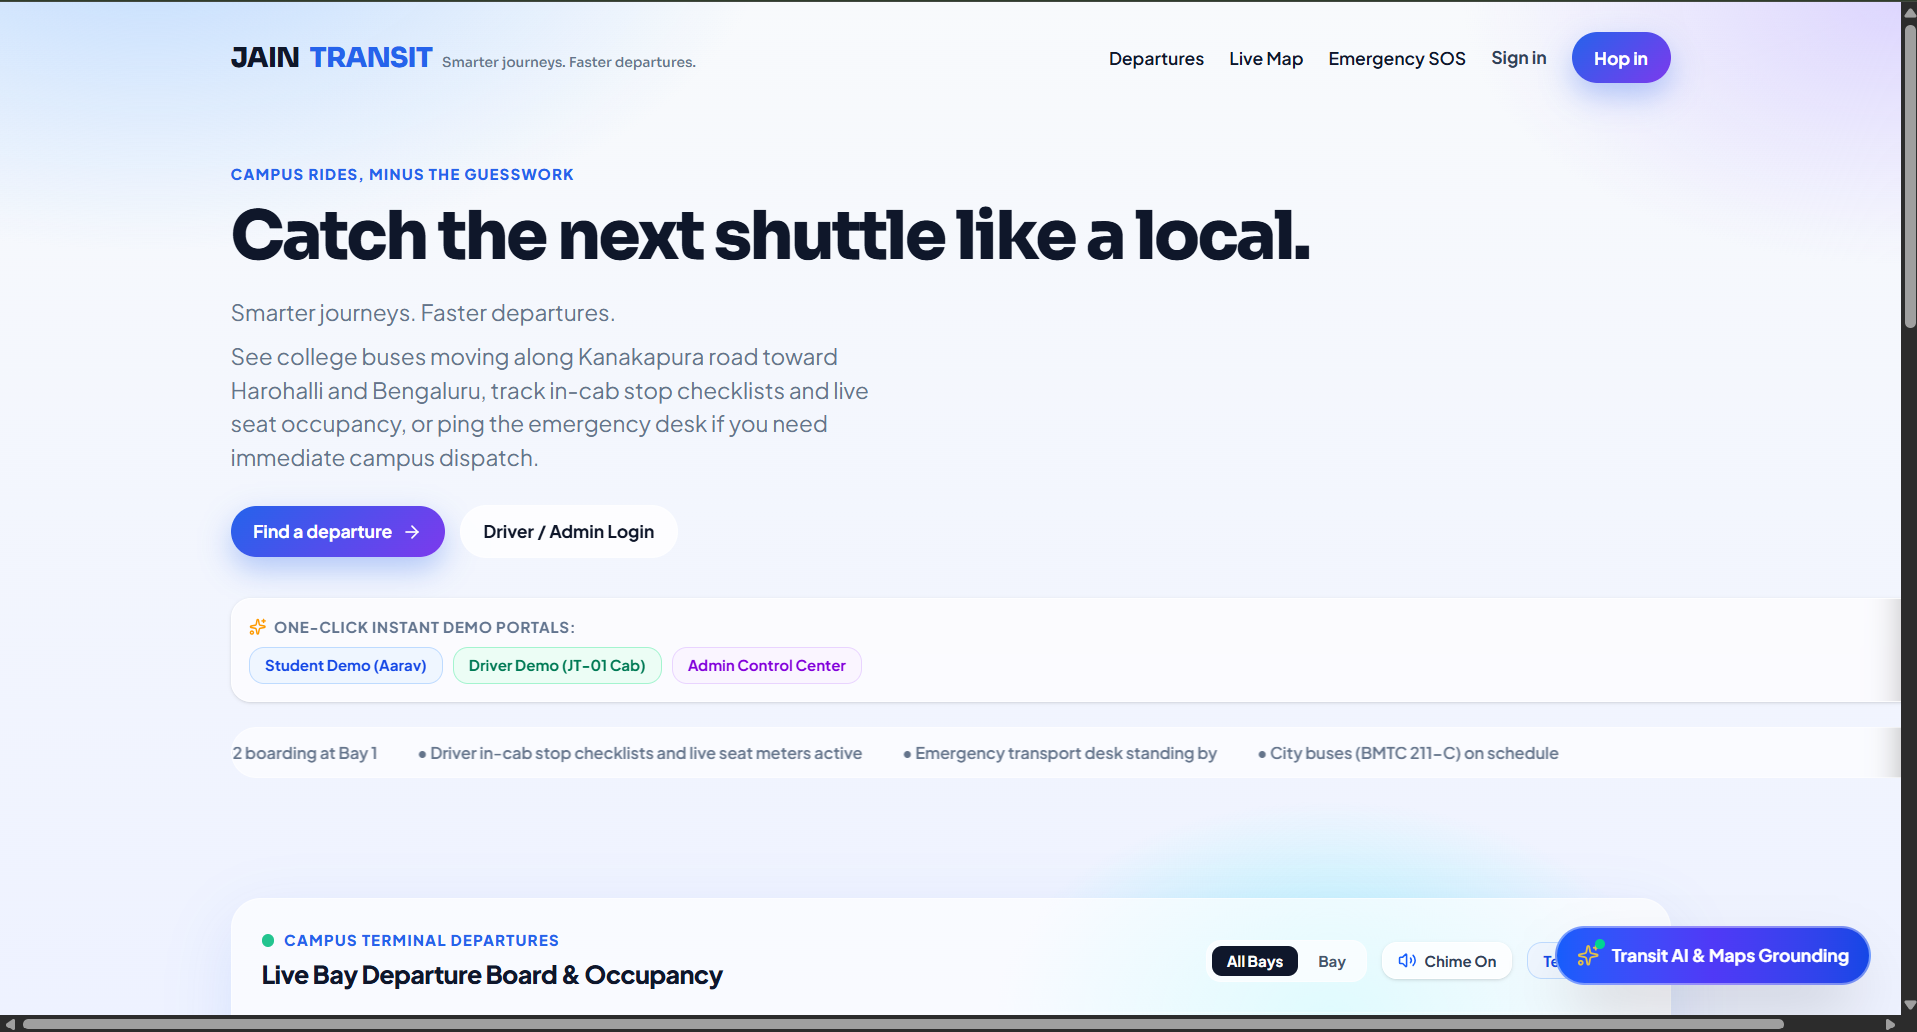 JAIN TRANSIT Smarter journeys. Faster departures.
Departures Live Map Emergency SOS Sign in Hop in
CAMPUS RIDES, MINUS THE GUESSWORK
Catch the next shuttle like a local.
Smarter journeys. Faster departures.
See college buses moving along Kanakapura road toward
Harohalli and Bengaluru, track in-cab stop checklists and live
seat occupancy, or ping the emergency desk if you need
immediate campus dispatch.
Find a departure → Driver / Admin Login
ONE-CLICK INSTANT DEMO PORTALS:
Student Demo (Aarav) Driver Demo (JT-01 Cab) Admin Control Center
2 boarding at Bay 1 • Driver in-cab stop checklists and live seat meters active • Emergency transport desk standing by • City buses (BMTC 211-C) on schedule
CAMPUS TERMINAL DEPARTURES
Live Bay Departure Board & Occupancy
All Bays Bay Chime On
Transit AI & Maps Grounding